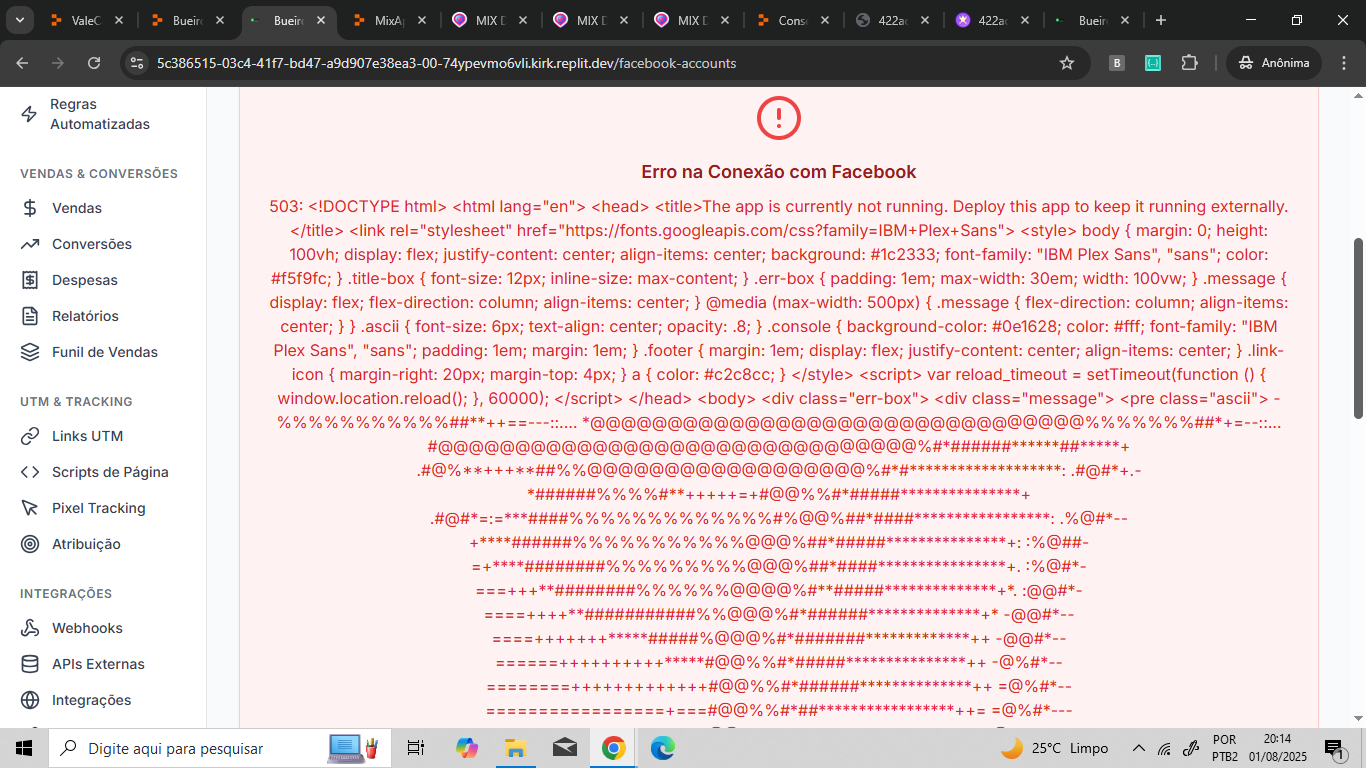 ValeC
Bueiro
Bueiro
MixA
MIX D
MIX D
MIX D
Conso
422ac
422ac
Bueiro
5c386515-03c4-41f7-bd47-a9d907e38ea3-00-74ypevmo6vli.kirk.replit.dev/facebook-accounts
B
Anônima
Regras
Automatizadas
VENDAS & CONVERSÕES
Vendas
Conversões
Despesas
Relatórios
Funil de Vendas
UTM & TRACKING
Links UTM
Scripts de Página
Pixel Tracking
Atribuição
INTEGRAÇÕES
Webhooks
APIs Externas
Integrações
Erro na Conexão com Facebook
503: <!DOCTYPE html> <html lang="en"> <head> <title>The app is currently not running. Deploy this app to keep it running externally.
</title> <link rel="stylesheet" href="https://fonts.googleapis.com/css?family=IBM+Plex+Sans"> <style> body { margin: 0; height:
100vh; display: flex; justify-content: center; align-items: center; background: #1c2333; font-family: "IBM Plex Sans", "sans"; color:
#f5f9fc; } .title-box { font-size: 12px; inline-size: max-content; } .err-box { padding: 1em; max-width: 30em; width: 100vw; } .message {
display: flex; flex-direction: column; align-items: center; } @media (max-width: 500px) { .message { flex-direction: column; align-items:
center; } } .ascii { font-size: 6px; text-align: center; opacity: .8; } .console { background-color: #0e1628; color: #fff; font-family: "IBM
Plex Sans", "sans"; padding: 1em; margin: 1em; } .footer { margin: 1em; display: flex; justify-content: center; align-items: center; } .link-
icon { margin-right: 20px; margin-top: 4px; } a { color: #c2c8cc; } </style> <script> var reload_timeout = setTimeout(function () {
window.location.reload(); }, 60000); </script> </head> <body> <div class="err-box"> <div class="message"> <pre class="ascii"> -
Digite aqui para pesquisar
25°C Limpo
POR
PTB2
20:14
01/08/2025
1